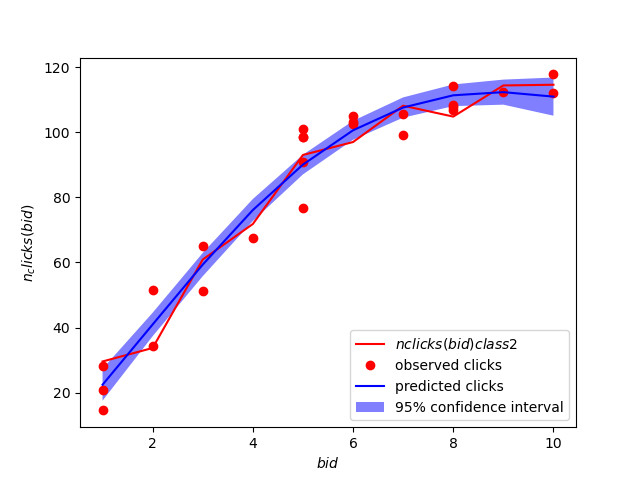 120
100
80
60
40
20
n_clicks(bid)
2
4
6
8
10
bid
nclicks(bid)class2
observed clicks
predicted clicks
95% confidence interval